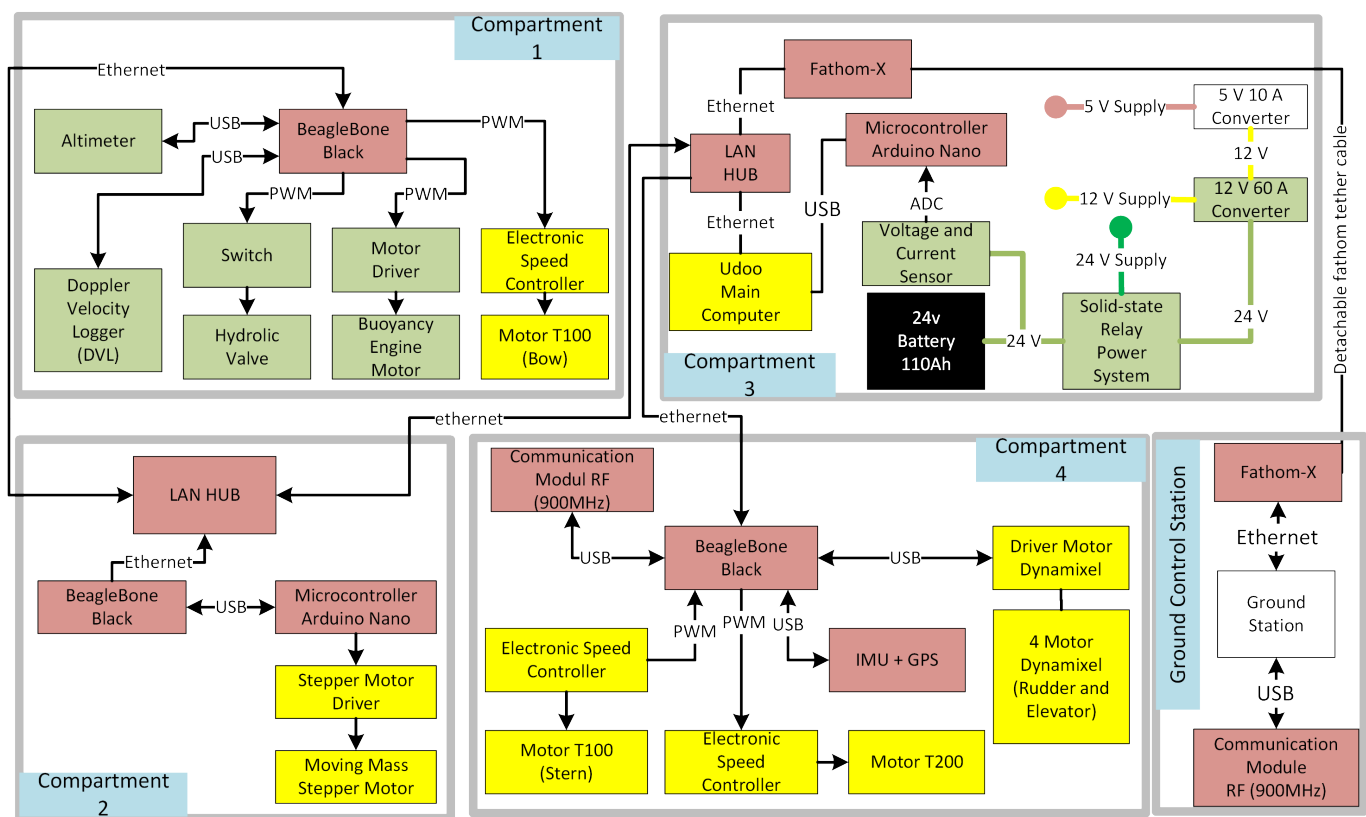 Compartment
1
Ethernet
Altimeter
USB
BeagleBone
Black
PWM
USB
PWM
PWM
Switch
Motor
Driver
Electronic
Speed
Controller
Doppler
Velocity
Logger
(DVL)
Hydrolic
Valve
Buoyancy
Engine
Motor
Motor T100
(Bow)
Fathom-X
Ethernet
5 V Supply
5 V 10 A
Converter
Microcontroller
Arduino Nano
LAN
HUB
12 V
USB
ADC
12 V Supply
12 V 60 A
Converter
Ethernet
Voltage and
Current
Sensor
24 V Supply
Udoo
Main
Computer
24v
Battery
110Ah
24 V
Solid-state
Relay
Power
System
24 V
Compartment
3
Detachable fathom tether cable
ethernet
ethernet
LAN HUB
Ethernet
BeagleBone
Black
USB
Microcontroller
Arduino Nano
Stepper Motor
Driver
Moving Mass
Stepper Motor
Compartment
2
Compartment
4
Communication
Modul RF
(900MHz)
USB
BeagleBone
Black
USB
Driver Motor
Dynamixel
PWM
PWM
USB
Electronic Speed
Controller
IMU + GPS
4 Motor
Dynamixel
(Rudder and
Elevator)
Motor T100
(Stern)
Electronic
Speed
Controller
Motor T200
Ground Control Station
Fathom-X
Ethernet
Ground
Station
USB
Communication
Module
RF (900MHz)